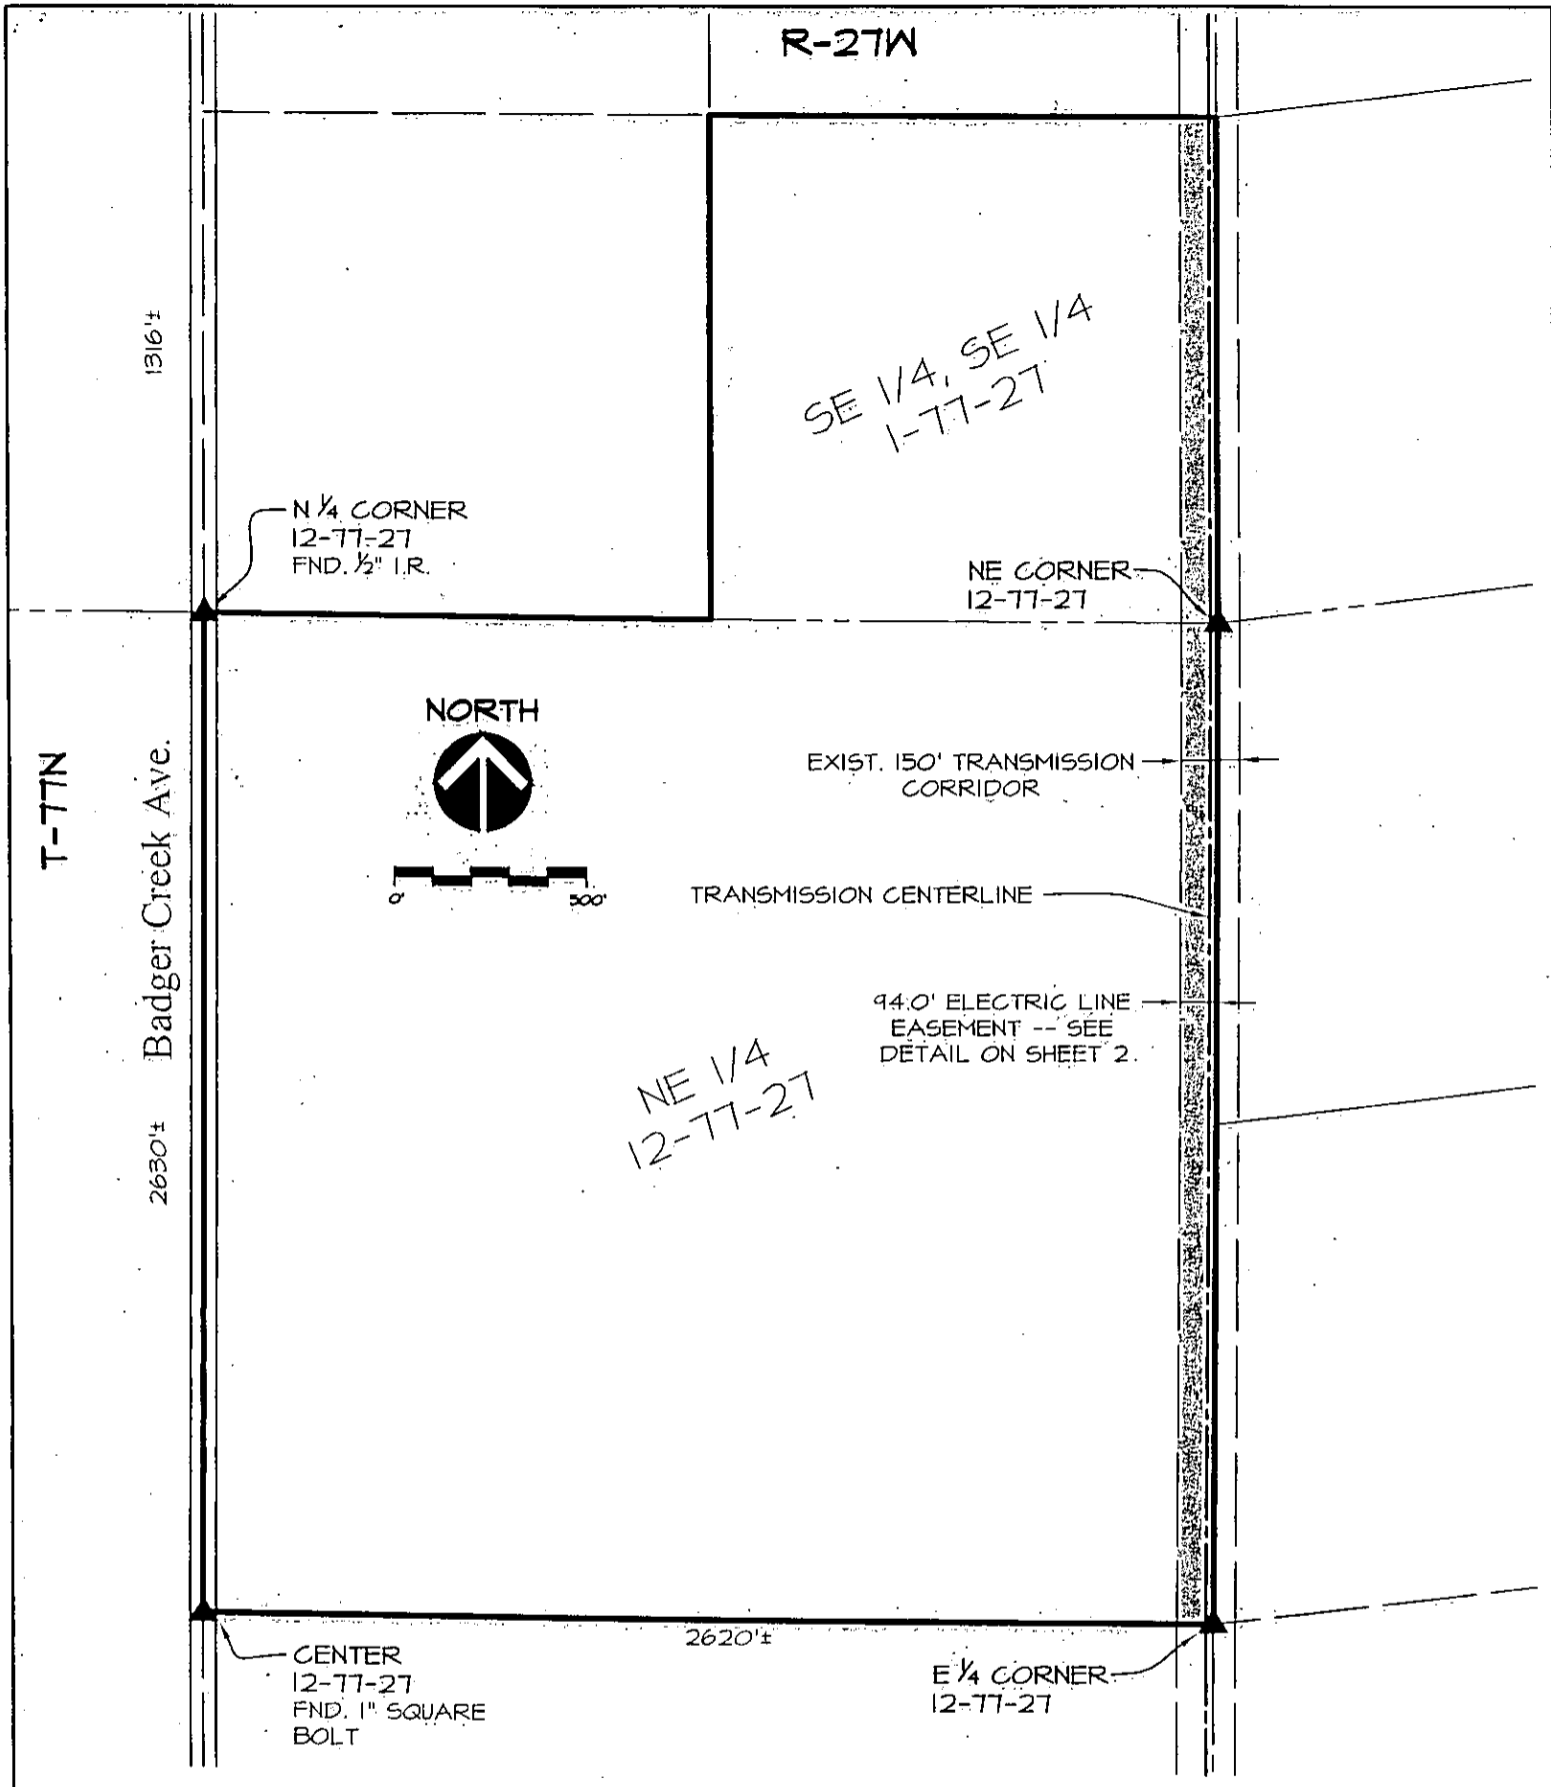 R-27W
1316'±
SE 1/4, SE 1/4
1-77-27
N ¼ CORNER
12-77-27
FND. ½" I.R.
NE CORNER
12-77-27
NORTH
0'
500'
T-77N
Badger Creek Ave.
2630'±
EXIST. 150' TRANSMISSION
CORRIDOR
TRANSMISSION CENTERLINE
94.0' ELECTRIC LINE
EASEMENT -- SEE
DETAIL ON SHEET 2.
NE 1/4
12-77-27
2620'±
CENTER
12-77-27
FND. 1" SQUARE
BOLT
E ¼ CORNER
12-77-27